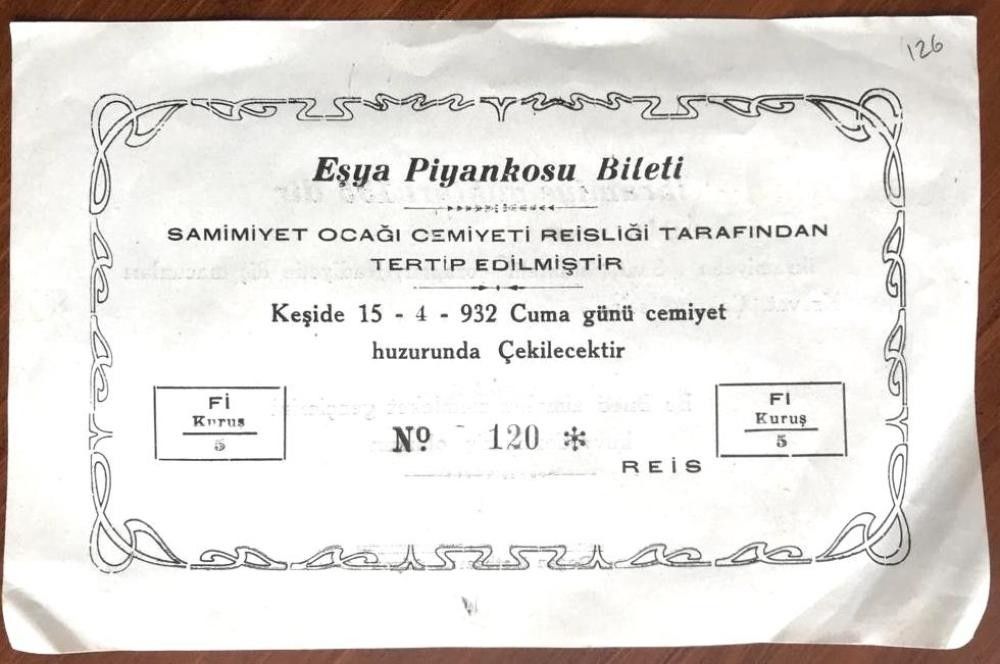 126
Eşya Piyankosu Bileti
SAMİMİYET OCAĞI CEMİYETİ REİSLİĞİ TARAFINDAN
TERTİP EDİLMİŞTİR
Keşide 15 - 4 - 932 Cuma günü cemiyet
huzurunda Çekilecektir
Fİ
Kuruş
5
Nº 120 *
REİS
FI
Kuruş
5